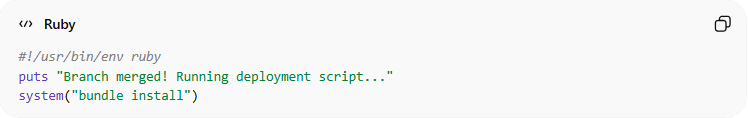 Ruby
#!/usr/bin/env ruby
puts "Branch merged! Running deployment script..."
system("bundle install")